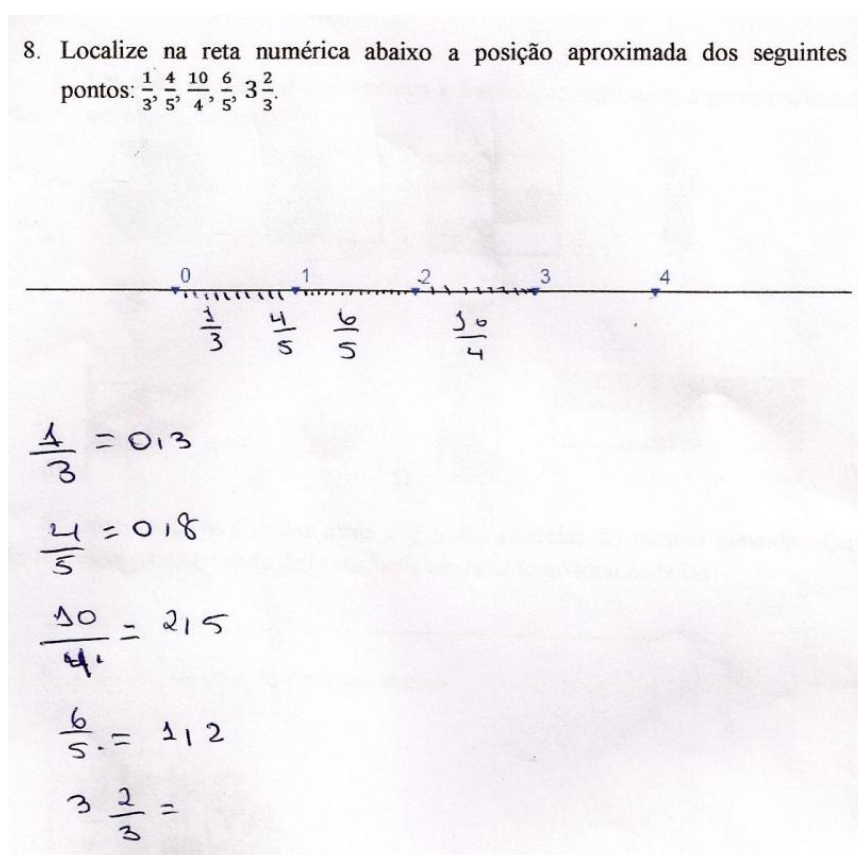 8. Localize na reta numérica abaixo a posição aproximada dos seguintes
pontos: 1/3, 4/5, 10/4, 6/5, 3 2/3.
0 1 2 3 4
1/3 4/5 6/5 10/4
1/3 = 0,3
4/5 = 0,8
10/4 = 2,5
6/5 = 1,2
3 2/3 =